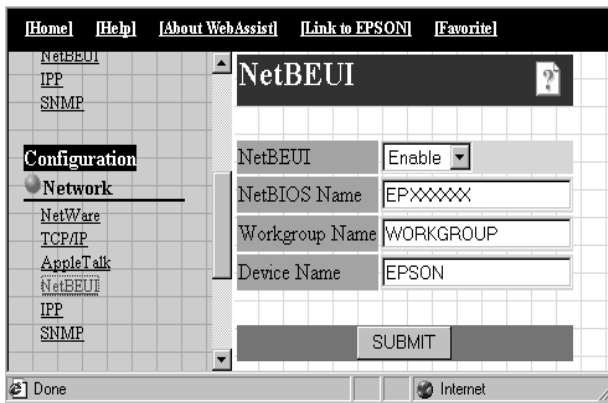 [Home] [Help] [About WebAssist] [Link to EPSON] [Favorite]
NetBEUI
IPP
SNMP
Configuration
Network
NetWare
TCP/IP
AppleTalk
NetBEUI
IPP
SNMP
NetBEUI
?
NetBEUI Enable
NetBIOS Name EPXXXXXX
Workgroup Name WORKGROUP
Device Name EPSON
SUBMIT
Done Internet